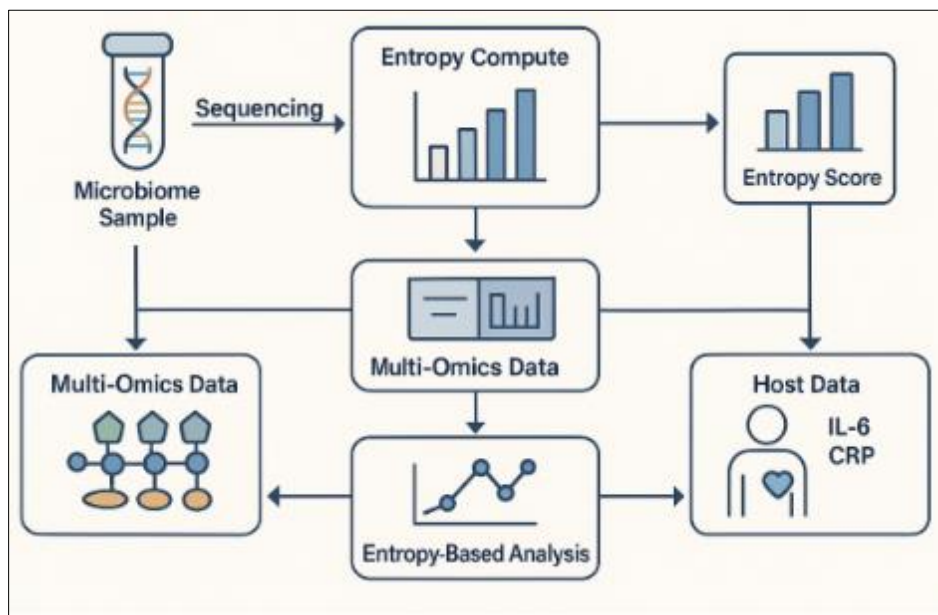 Microbiome
Sample
Sequencing
Entropy Compute
Entropy Score
Multi-Omics Data
Multi-Omics Data
Host Data
IL-6
CRP
Entropy-Based Analysis